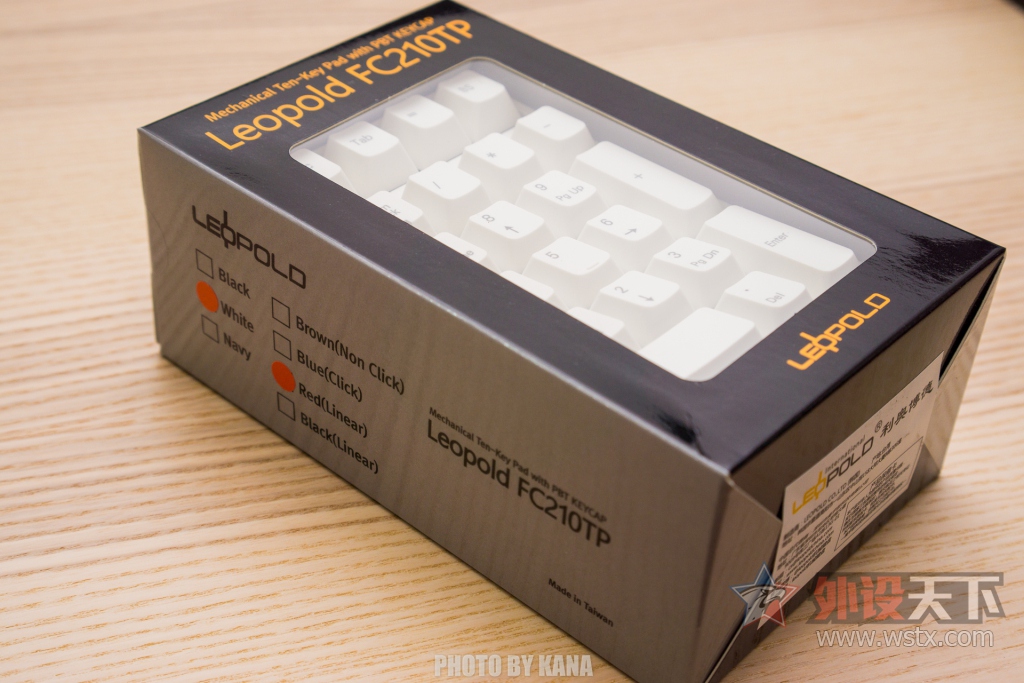 Mechanical Ten-Key Pad with PBT KEYCAP
Leopold FC210TP
Tab
/
*
-
8
←
9
Pg Up
+
5
6
→
2
↓
3
Pg Dn
Enter
.
Del
LEOPOLD
LEOPOLD
Black
White
Navy
Brown(Non Click)
Blue(Click)
Red(Linear)
Black(Linear)
Mechanical Ten-Key Pad with PBT KEYCAP
Leopold FC210TP
Made in Taiwan
International
LEOPOLD ® 利奥博德
外设天下
www.wstx.com
PHOTO BY KANA